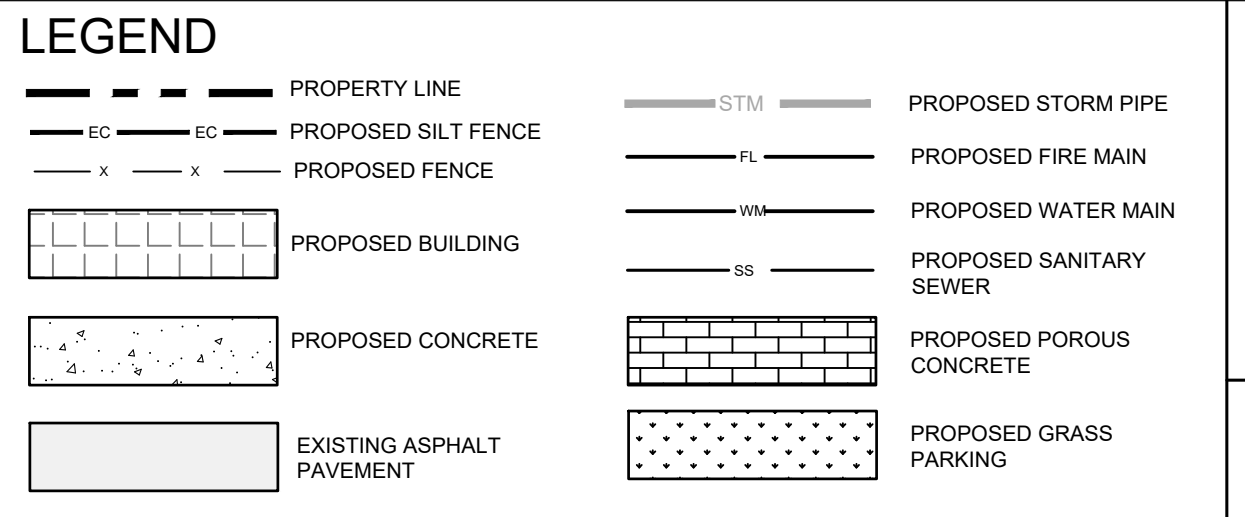 LEGEND
PROPERTY LINE
EC EC PROPOSED SILT FENCE
X X PROPOSED FENCE
PROPOSED BUILDING
PROPOSED CONCRETE
EXISTING ASPHALT
PAVEMENT
STM PROPOSED STORM PIPE
FL PROPOSED FIRE MAIN
WM PROPOSED WATER MAIN
SS PROPOSED SANITARY
SEWER
PROPOSED POROUS
CONCRETE
PROPOSED GRASS
PARKING